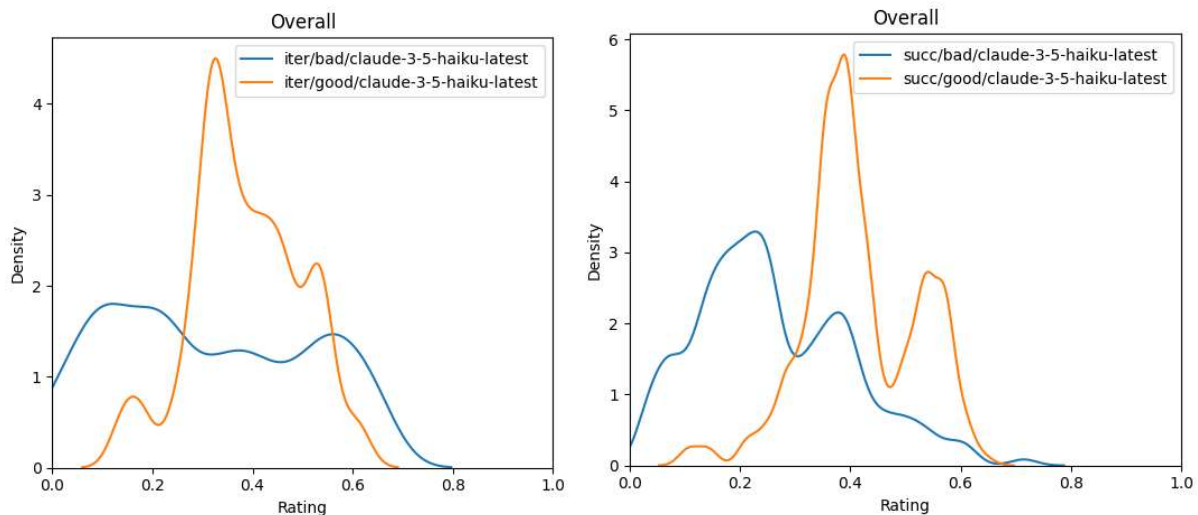 Overall
iter/bad/claude-3-5-haiku-latest
iter/good/claude-3-5-haiku-latest
4
3
2
1
0
Density
0.0 0.2 0.4 0.6 0.8 1.0
Rating
Overall
succ/bad/claude-3-5-haiku-latest
succ/good/claude-3-5-haiku-latest
6
5
4
3
2
1
0
Density
0.0 0.2 0.4 0.6 0.8 1.0
Rating